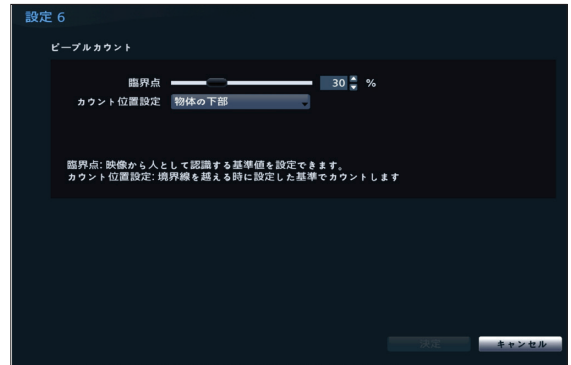 設定 6
ピープルカウント
臨界点 30 %
カウント位置設定 物体の下部
臨界点: 映像から人として認識する基準値を設定できます。
カウント位置設定: 境界線を越える時に設定した基準でカウントします
決定 キャンセル